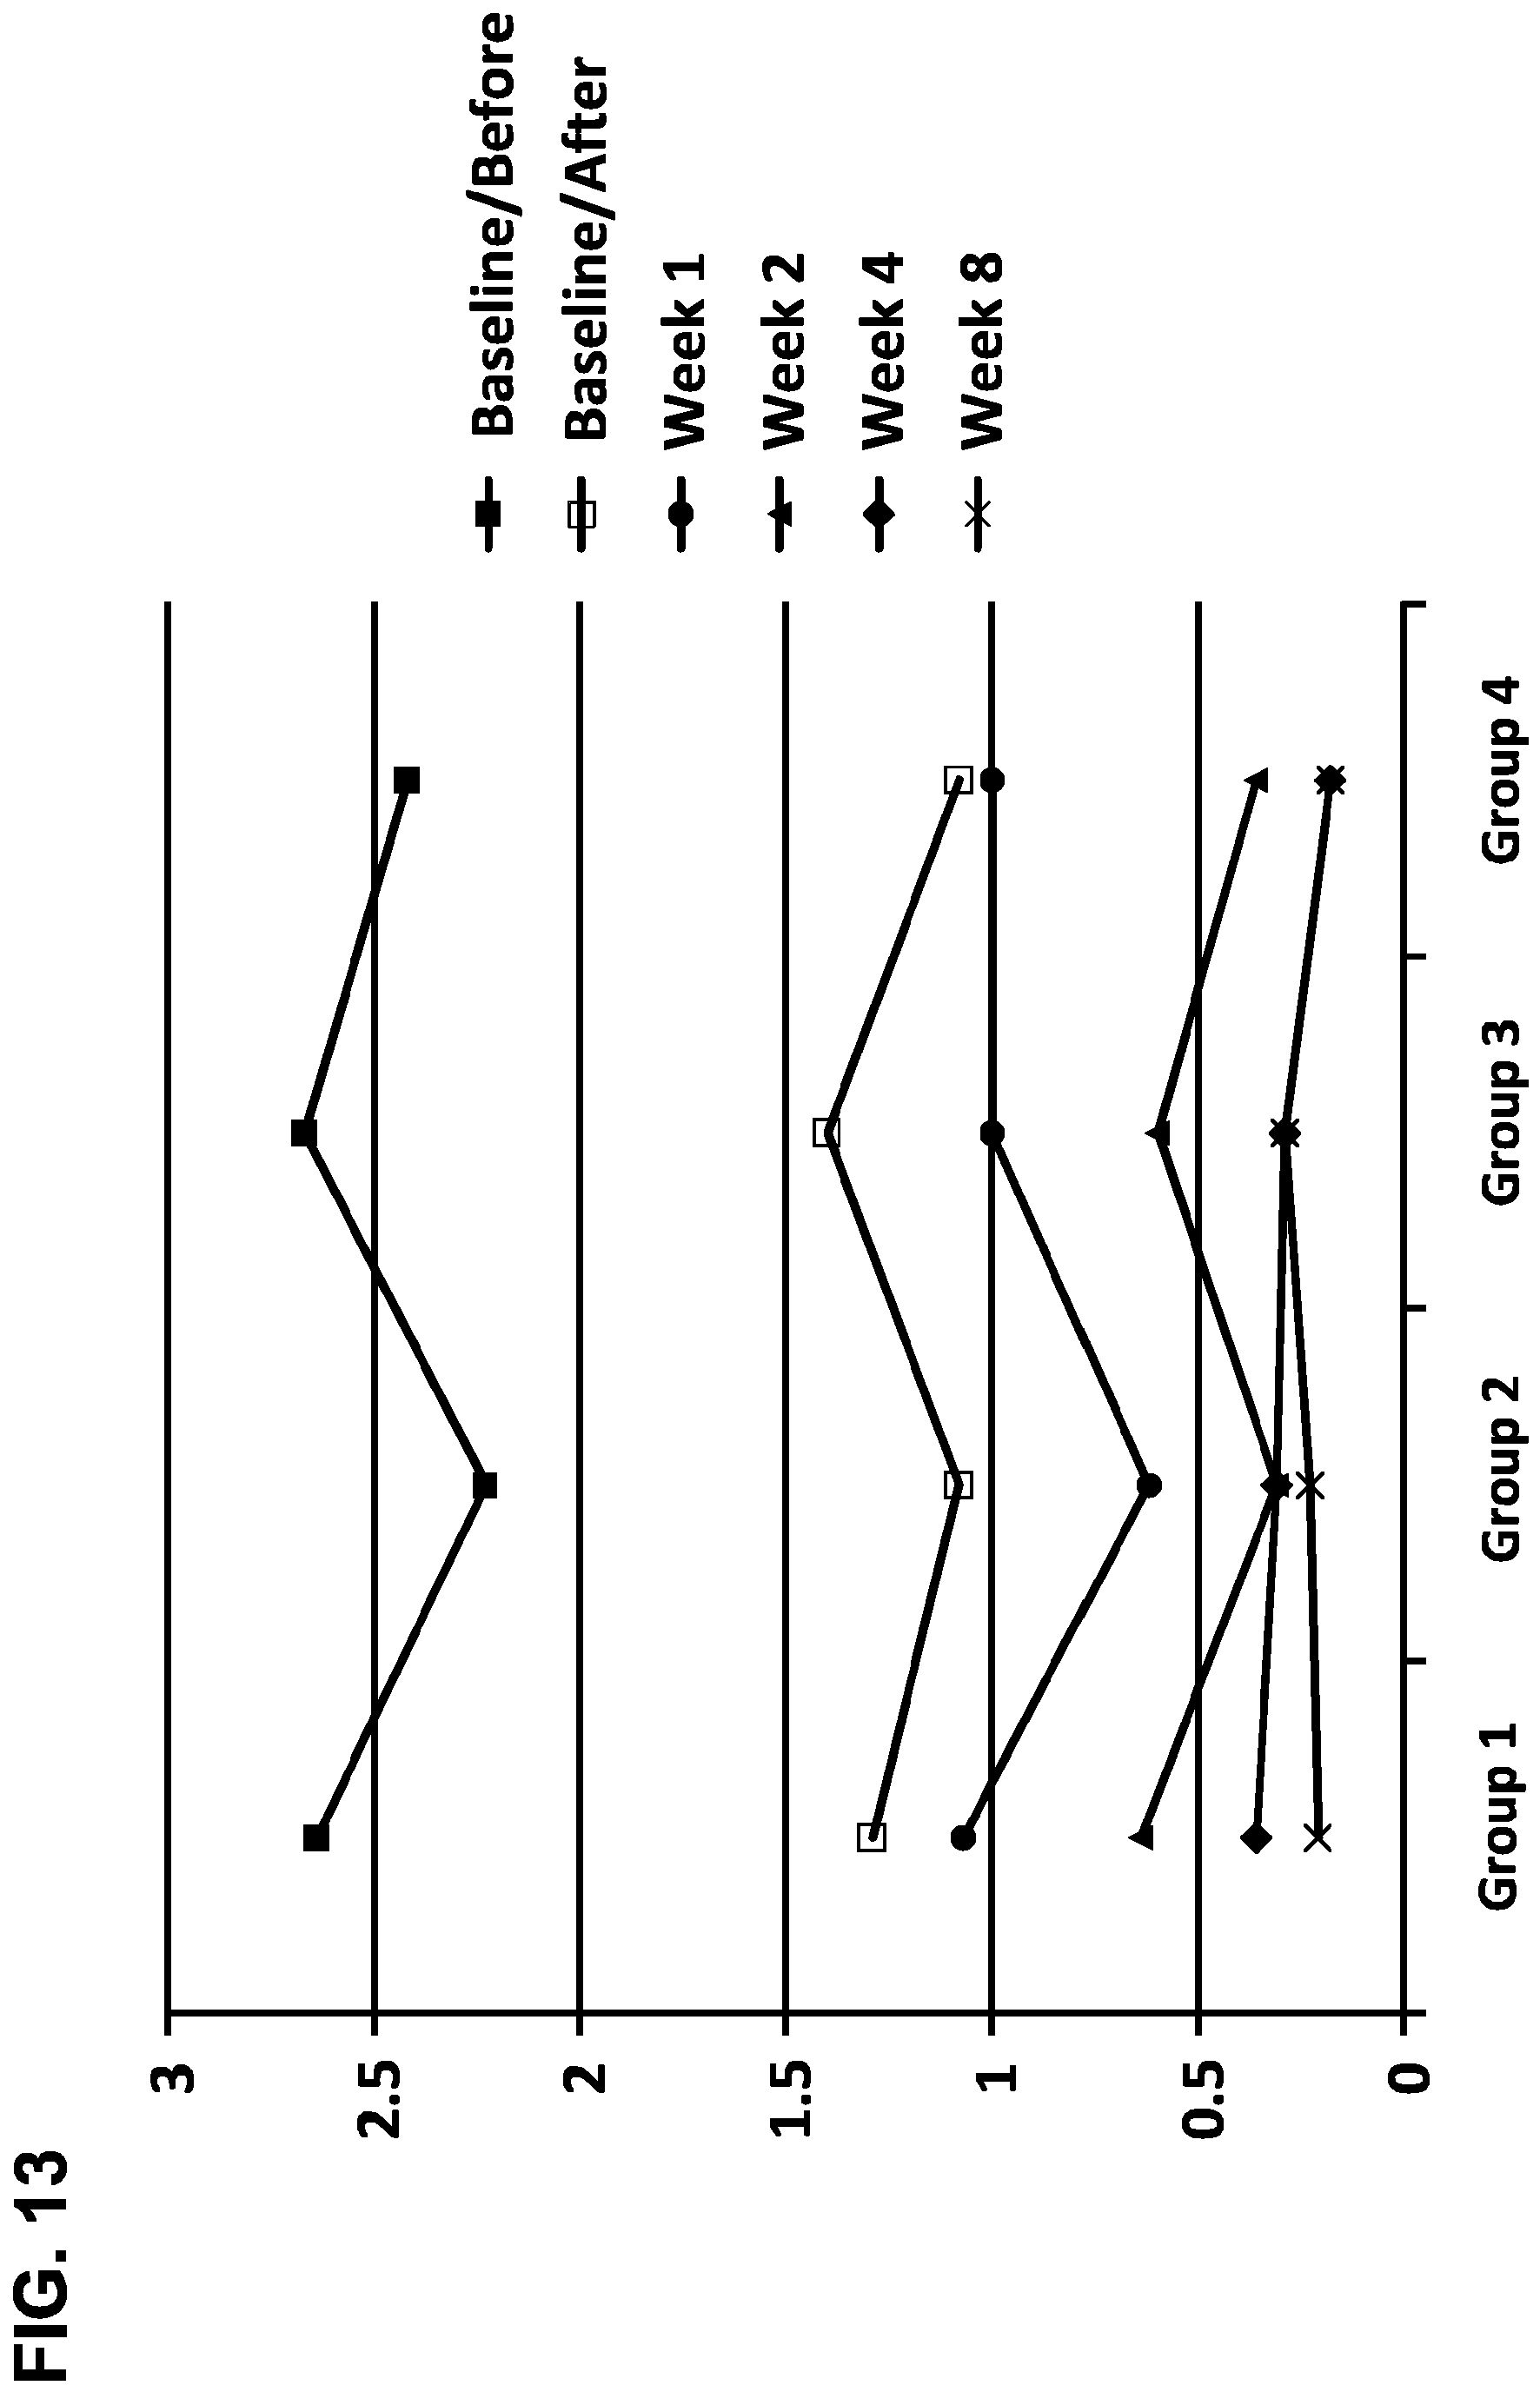 FIG. 13
3
2.5
2
1.5
1
0.5
0
Group 1
Group 2
Group 3
Group 4
Baseline/Before
Baseline/After
Week 1
Week 2
Week 4
Week 8